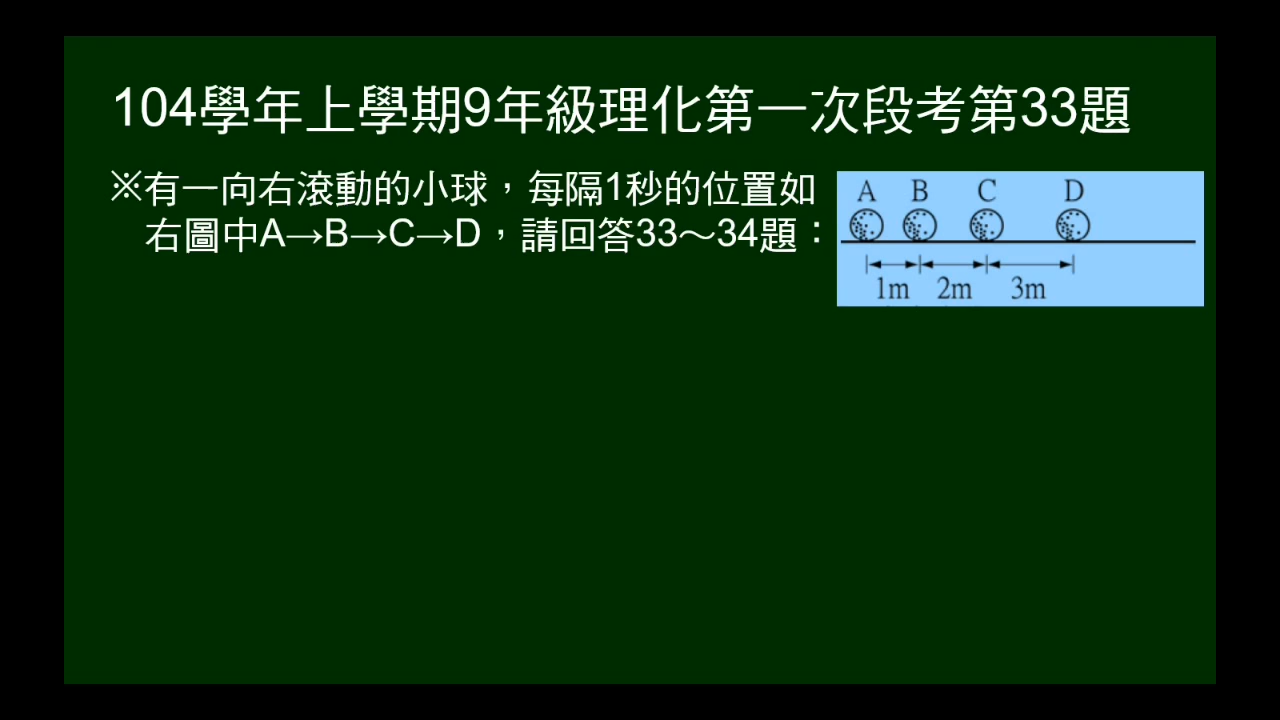 104學年上學期9年級理化第一次段考第33題
※有一向右滾動的小球，每隔1秒的位置如
右圖中A→B→C→D，請回答33～34題：
A B C D
1m 2m 3m